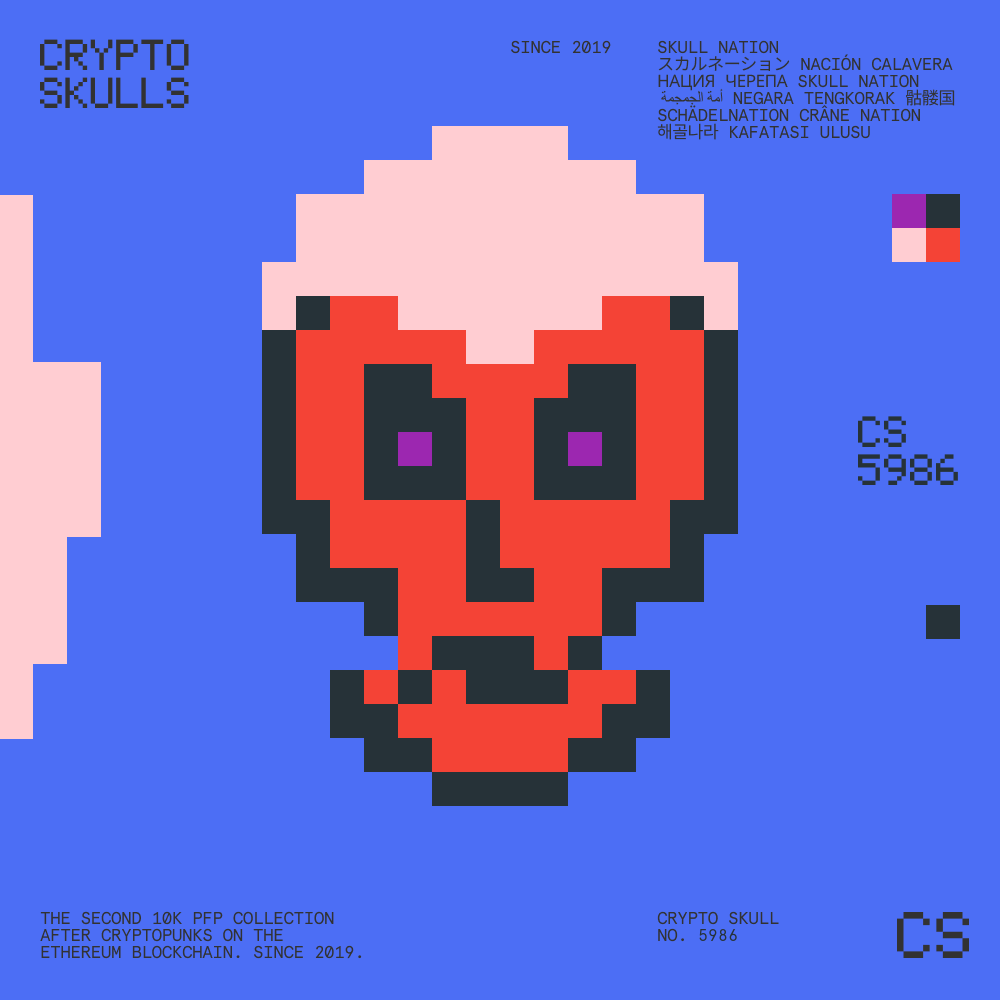 CRYPTO
SKULLS
SINCE 2019
SKULL NATION
スカルネーション NACIÓN CALAVERA
НАЦИЯ ЧЕРЕПА SKULL NATION
أمة الجمجمة NEGARA TENGKORAK 骷髅国
SCHÄDELNATION CRÂNE NATION
해골나라 KAFATASI ULUSU
CS
5986
THE SECOND 10K PFP COLLECTION
AFTER CRYPTOPUNKS ON THE
ETHEREUM BLOCKCHAIN. SINCE 2019.
CRYPTO SKULL
NO. 5986
CS